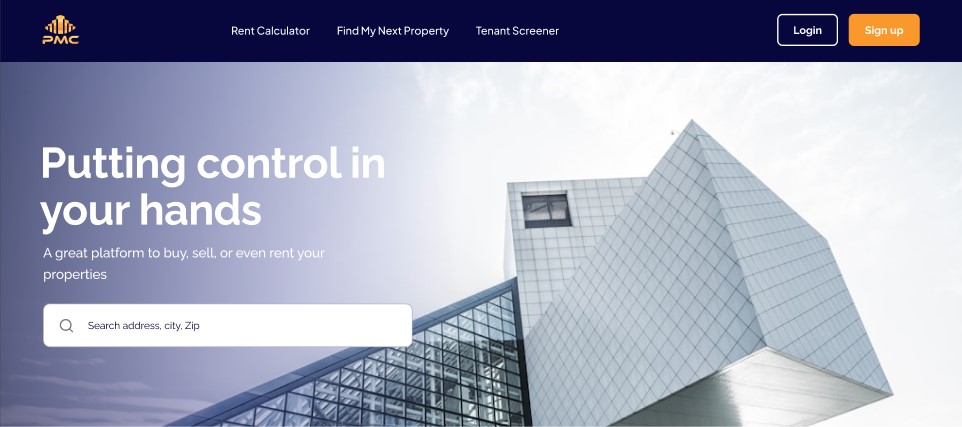 PMC
Rent Calculator
Find My Next Property
Tenant Screener
Login
Sign up
Putting control in
your hands
A great platform to buy, sell, or even rent your
properties
Search address, city, Zip